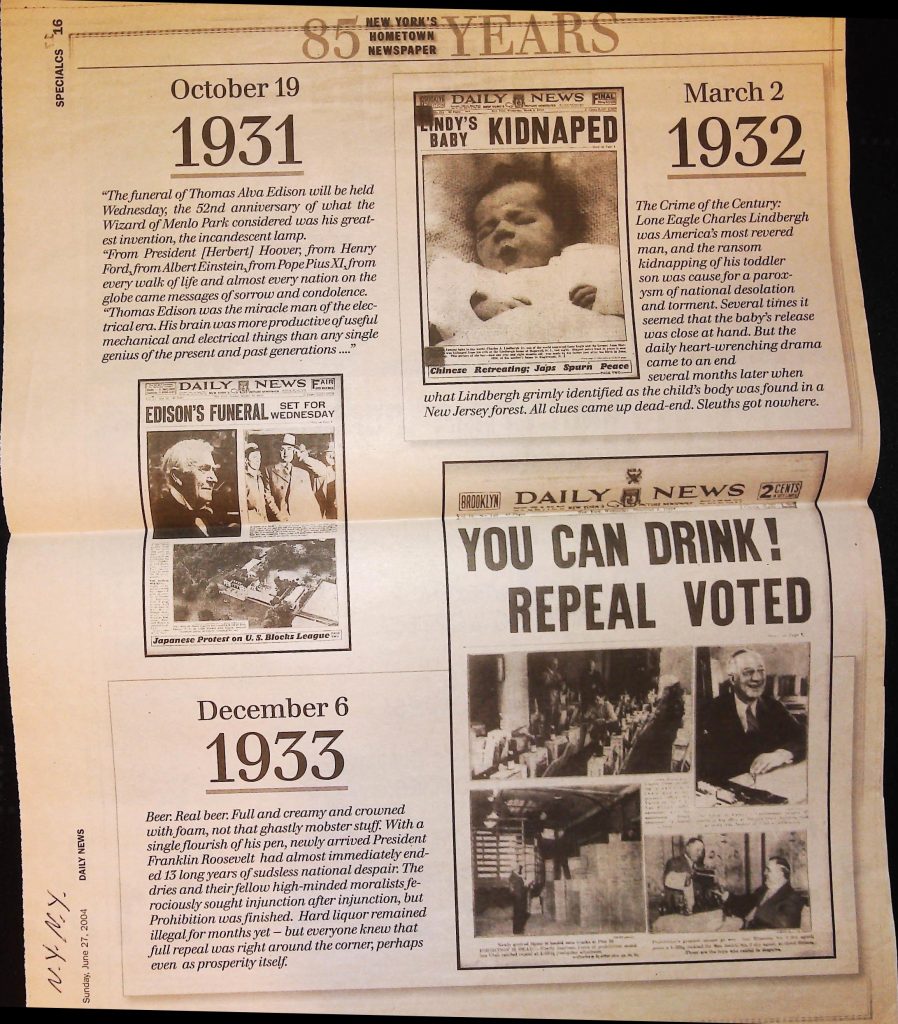 SPECIALCS 16
85 NEW YORK'S
HOMETOWN
NEWSPAPER YEARS
October 19
1931
"The funeral of Thomas Alva Edison will be held
Wednesday, the 52nd anniversary of what the
Wizard of Menlo Park considered was his great-
est invention, the incandescent lamp.
"From President [Herbert] Hoover, from Henry
Ford, from Albert Einstein, from Pope Pius XI, from
every walk of life and almost every nation on the
globe came messages of sorrow and condolence.
"Thomas Edison was the miracle man of the elec-
trical era. His brain was more productive of useful
mechanical and electrical things than any single
genius of the present and past generations ...."
DAILY NEWS
EDISON'S FUNERAL SET FOR
WEDNESDAY
Japanese Protest on U. S. Blocks League
DAILY NEWS FINAL
LINDY'S
BABY KIDNAPED
Chinese Retreating; Japs Spurn Peace
March 2
1932
The Crime of the Century:
Lone Eagle Charles Lindbergh
was America's most revered
man, and the ransom
kidnapping of his toddler
son was cause for a parox-
ysm of national desolation
and torment. Several times it
seemed that the baby's release
was close at hand. But the
daily heart-wrenching drama
came to an end
several months later when
what Lindbergh grimly identified as the child's body was found in a
New Jersey forest. All clues came up dead-end. Sleuths got nowhere.
BROOKLYN DAILY NEWS 2 CENTS
YOU CAN DRINK!
REPEAL VOTED
December 6
1933
Beer. Real beer. Full and creamy and crowned
with foam, not that ghastly mobster stuff. With a
single flourish of his pen, newly arrived President
Franklin Roosevelt had almost immediately end-
ed 13 long years of sudsless national despair. The
dries and their fellow high-minded moralists fe-
rociously sought injunction after injunction, but
Prohibition was finished. Hard liquor remained
illegal for months yet – but everyone knew that
full repeal was right around the corner, perhaps
even as prosperity itself.
DAILY NEWS
Sunday, June 27, 2004
N.Y. N.Y.